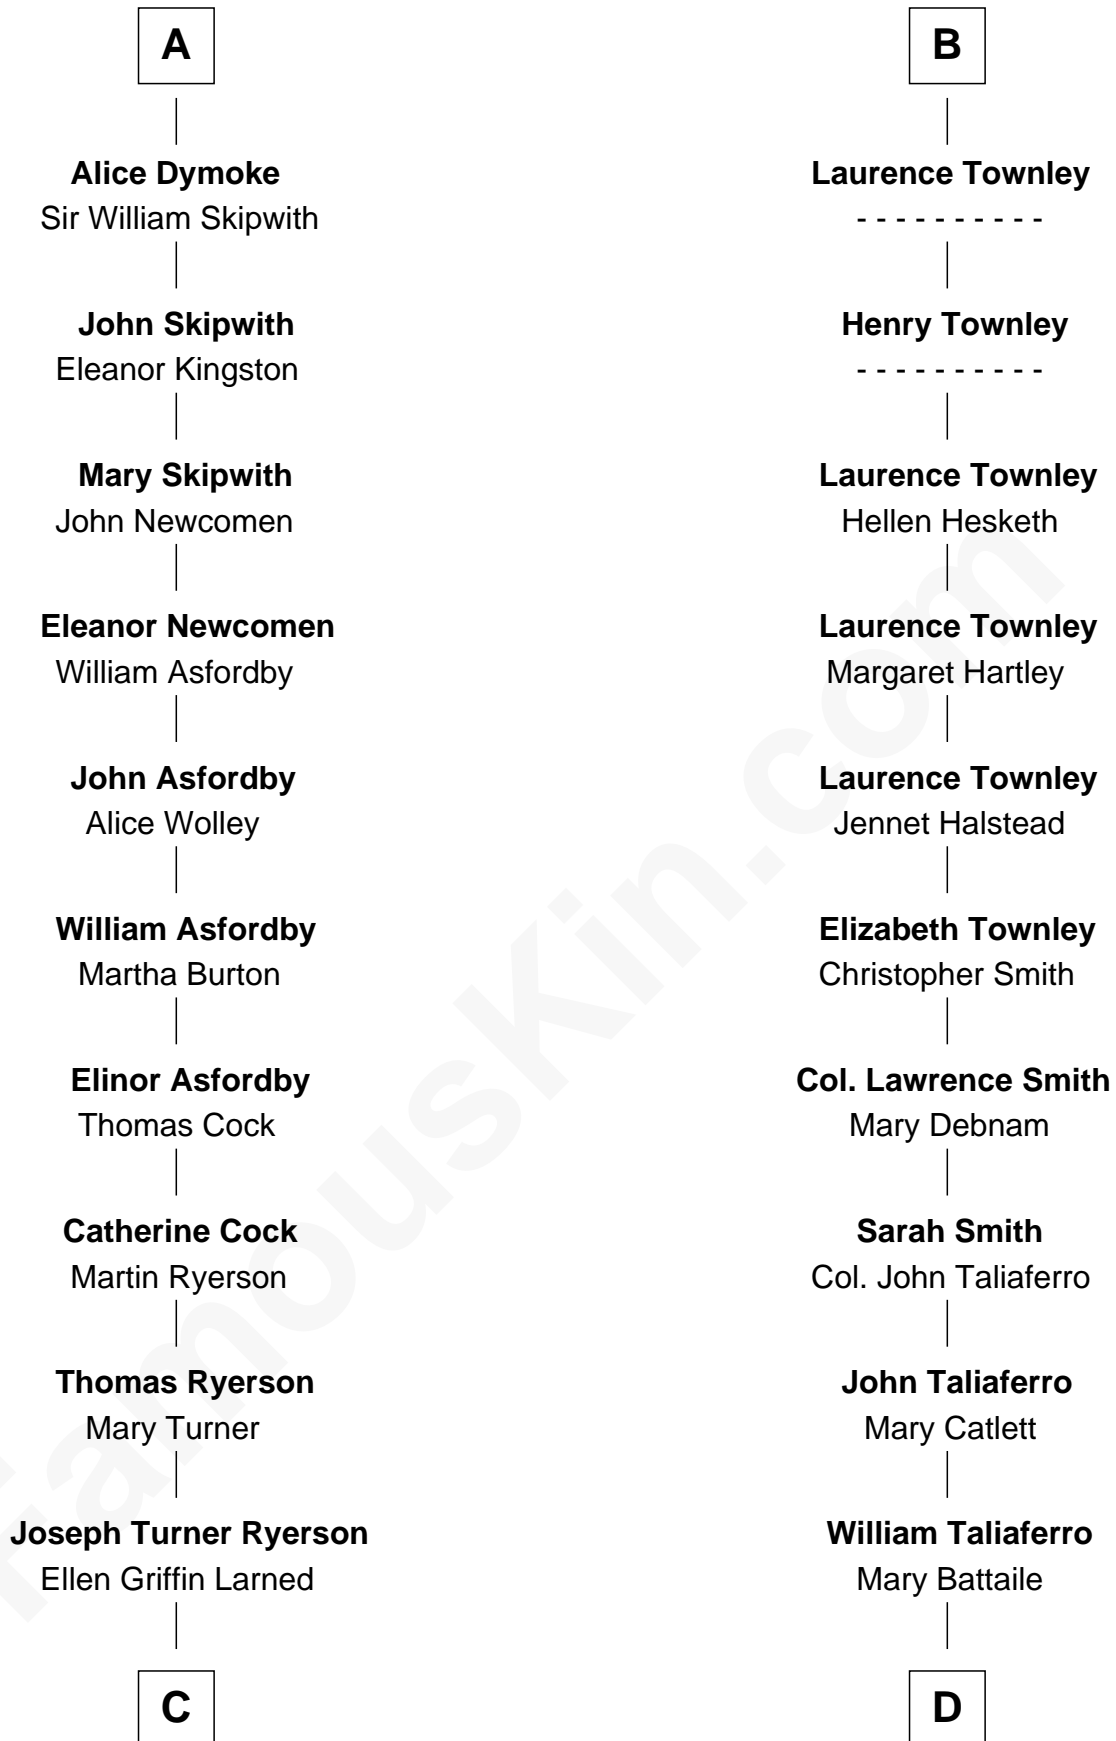 A
Alice Dymoke
Sir William Skipwith
John Skipwith
Eleanor Kingston
Mary Skipwith
John Newcomen
Eleanor Newcomen
William Asfordby
John Asfordby
Alice Wolley
William Asfordby
Martha Burton
Elinor Asfordby
Thomas Cock
Catherine Cock
Martin Ryerson
Thomas Ryerson
Mary Turner
Joseph Turner Ryerson
Ellen Griffin Larned
C
B
Laurence Townley
- - - - - - - - - -
Henry Townley
- - - - - - - - - -
Laurence Townley
Hellen Hesketh
Laurence Townley
Margaret Hartley
Laurence Townley
Jennet Halstead
Elizabeth Townley
Christopher Smith
Col. Lawrence Smith
Mary Debnam
Sarah Smith
Col. John Taliaferro
John Taliaferro
Mary Catlett
William Taliaferro
Mary Battaile
D
FamousKin.com